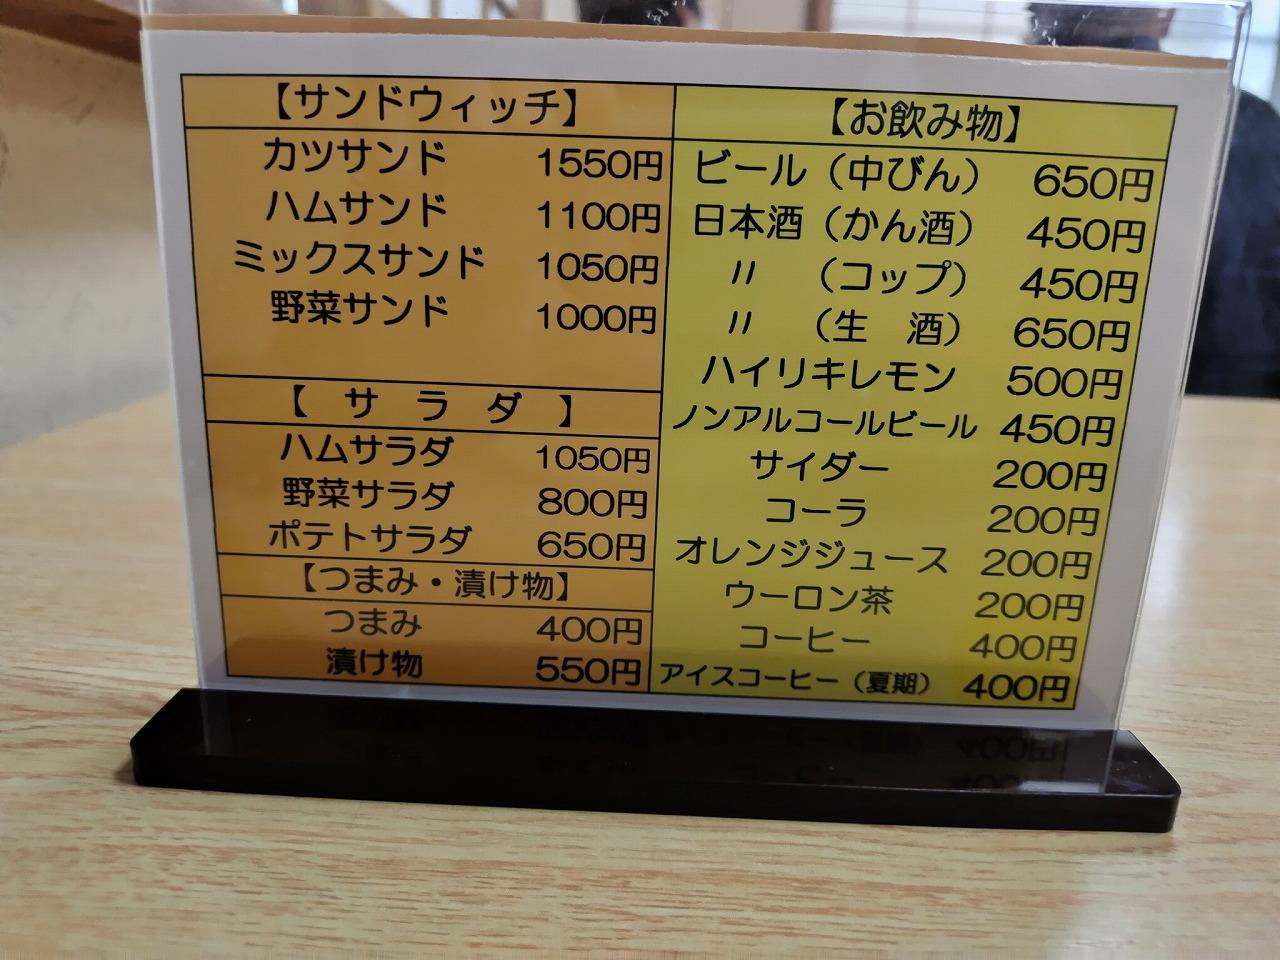 【サンドウィッチ】
カツサンド 1550円
ハムサンド 1100円
ミックスサンド 1050円
野菜サンド 1000円
【サラダ】
ハムサラダ 1050円
野菜サラダ 800円
ポテトサラダ 650円
【つまみ・漬け物】
つまみ 400円
漬け物 550円
【お飲み物】
ビール（中びん） 650円
日本酒（かん酒） 450円
〃 （コップ） 450円
〃 （生 酒） 650円
ハイリキレモン 500円
ノンアルコールビール 450円
サイダー 200円
コーラ 200円
オレンジジュース 200円
ウーロン茶 200円
コーヒー 400円
アイスコーヒー（夏期） 400円